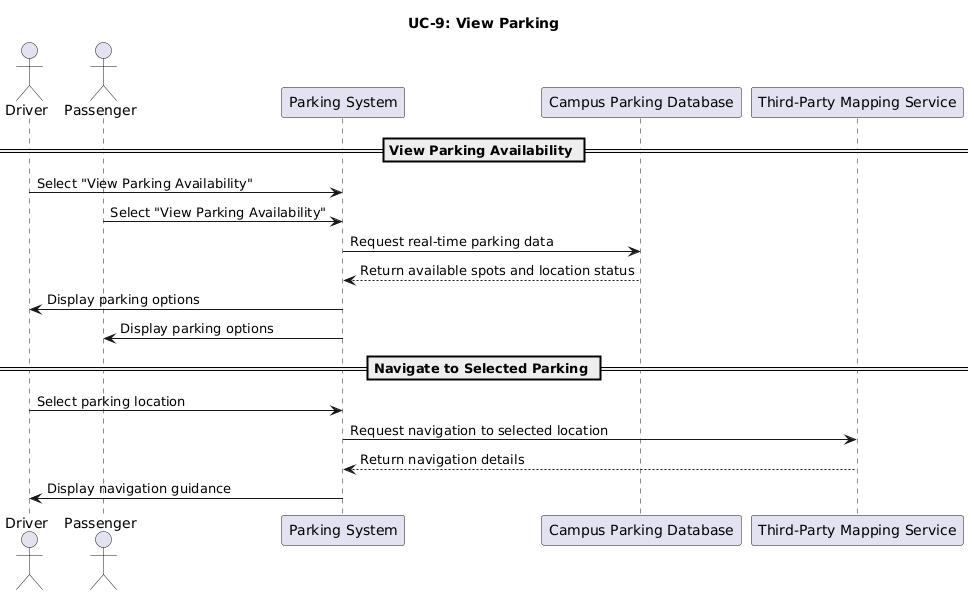 UC-9: View Parking
Driver
Passenger
Parking System
Campus Parking Database
Third-Party Mapping Service
View Parking Availability
Select "View Parking Availability"
Select "View Parking Availability"
Request real-time parking data
Return available spots and location status
Display parking options
Display parking options
Navigate to Selected Parking
Select parking location
Request navigation to selected location
Return navigation details
Display navigation guidance
Driver
Passenger
Parking System
Campus Parking Database
Third-Party Mapping Service